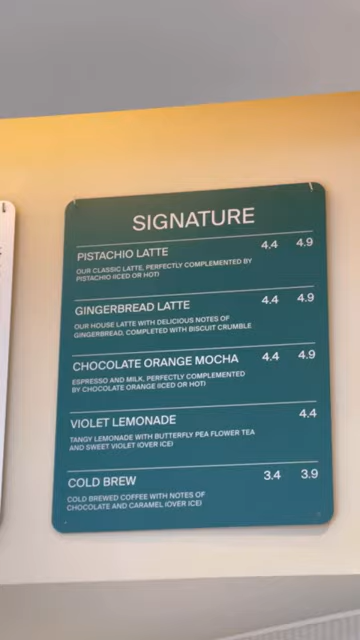 SIGNATURE
PISTACHIO LATTE 4.4 4.9
OUR CLASSIC LATTE, PERFECTLY COMPLEMENTED BY
PISTACHIO (ICED OR HOT)
GINGERBREAD LATTE 4.4 4.9
OUR HOUSE LATTE WITH DELICIOUS NOTES OF
GINGERBREAD, COMPLETED WITH BISCUIT CRUMBLE
CHOCOLATE ORANGE MOCHA 4.4 4.9
ESPRESSO AND MILK, PERFECTLY COMPLEMENTED
BY CHOCOLATE ORANGE (ICED OR HOT)
VIOLET LEMONADE 4.4
TANGY LEMONADE WITH BUTTERFLY PEA FLOWER TEA
AND SWEET VIOLET (OVER ICE)
COLD BREW 3.4 3.9
COLD BREWED COFFEE WITH NOTES OF
CHOCOLATE AND CARAMEL (OVER ICE)